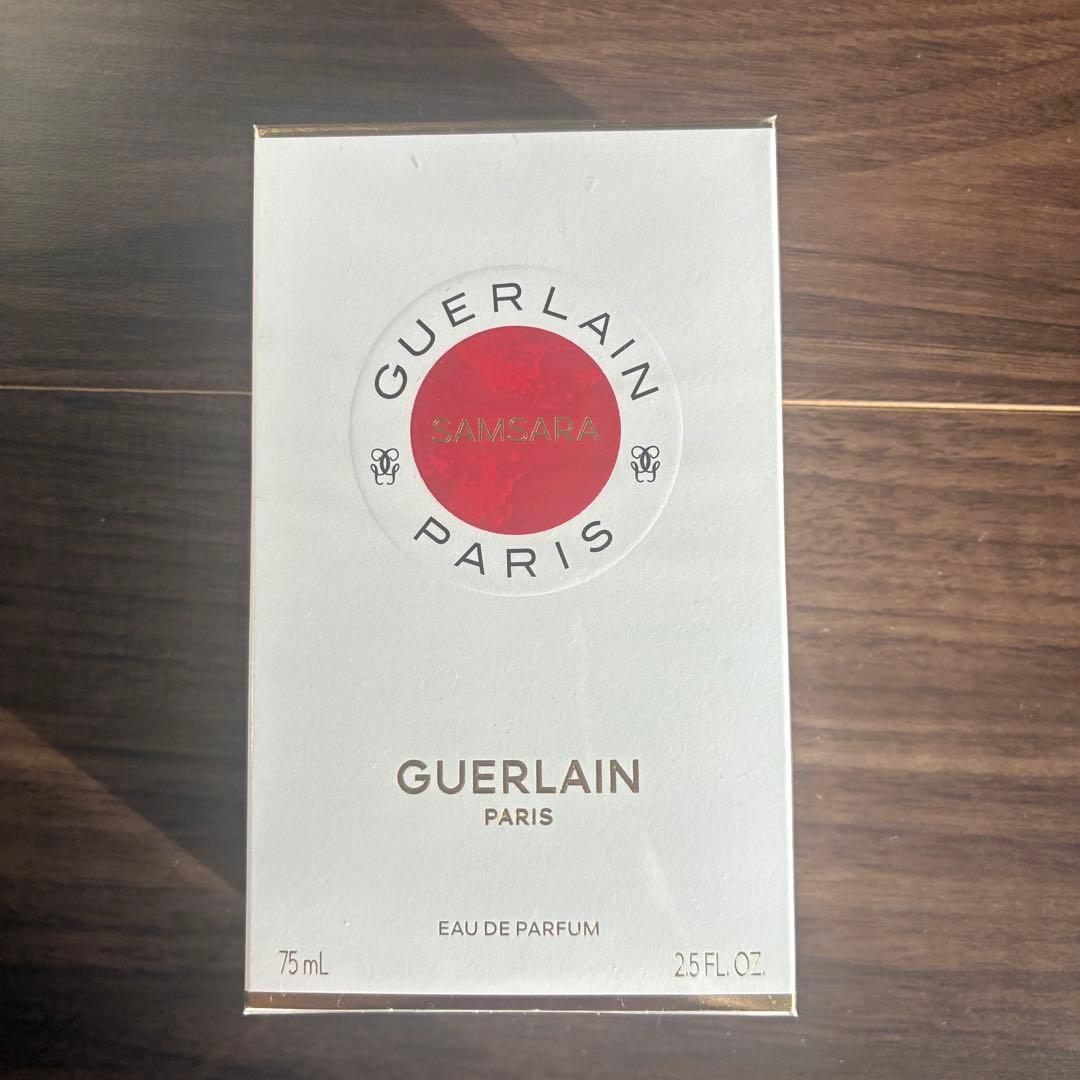 GUERLAIN
SAMSARA
PARIS
GUERLAIN
PARIS
EAU DE PARFUM
75 mL
2.5 FL. OZ.